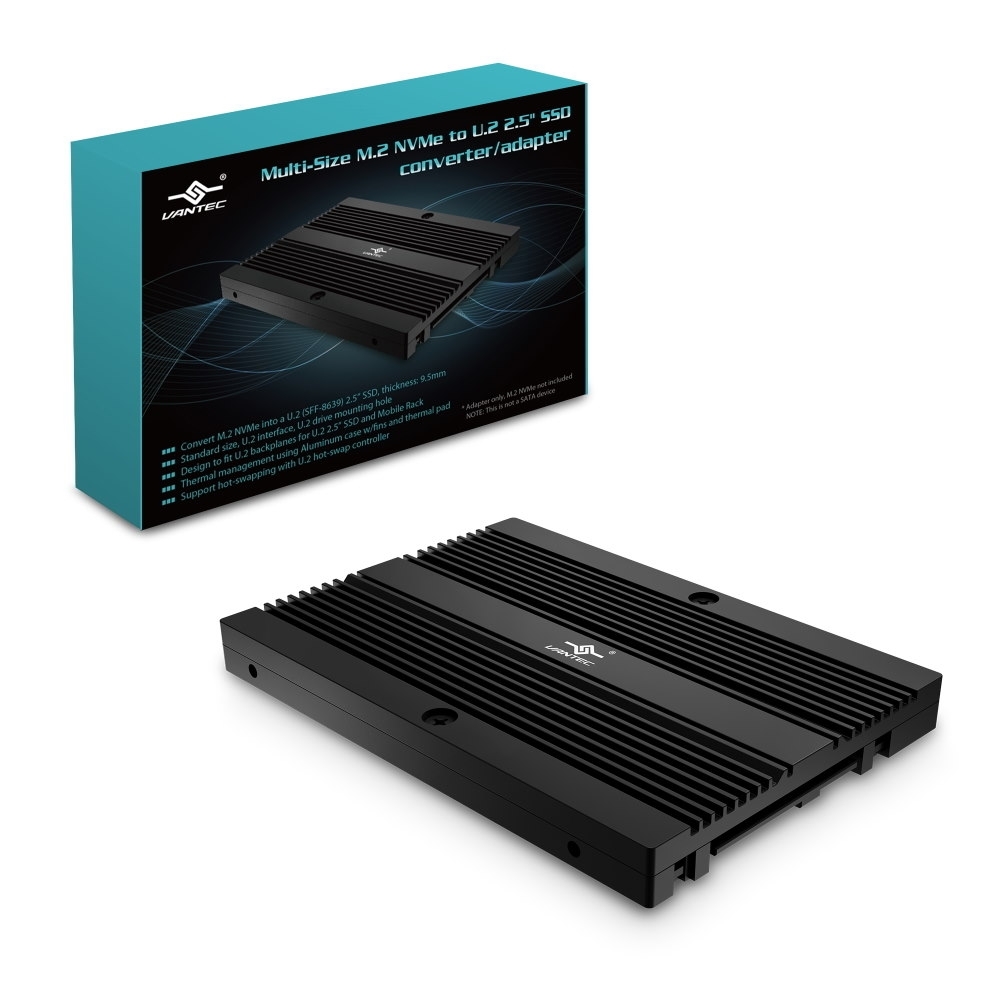 Multi-Size M.2 NVMe to U.2 2.5" SSD
converter/adapter
VANTEC®
VANTEC
Convert M.2 NVMe into a U.2 (SFF-8639) 2.5" SSD, thickness: 9.5mm
Standard size, U.2 interface, U.2 drive mounting hole
Design to fit U.2 backplanes for U.2 2.5" SSD and Mobile Rack
Thermal management using Aluminum case w/fins and thermal pad
Support hot-swapping with U.2 hot-swap controller
* Adapter only, M.2 NVMe not included
NOTE: This is not a SATA device
VANTEC®